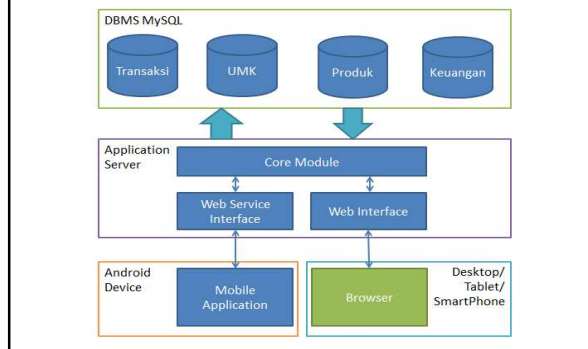 DBMS MySQL
Transaksi
UMK
Produk
Keuangan
Application
Server
Core Module
Web Service
Interface
Web Interface
Android
Device
Mobile
Application
Browser
Desktop/
Tablet/
SmartPhone